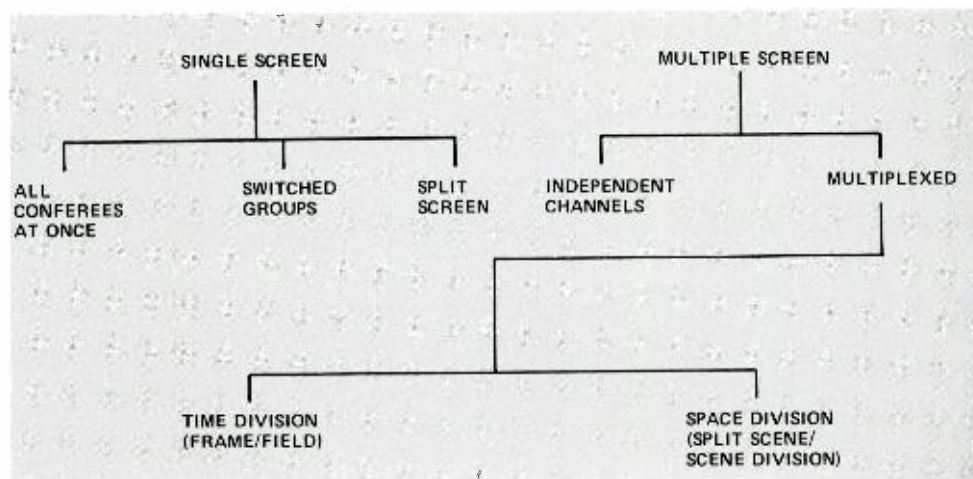 SINGLE SCREEN
MULTIPLE SCREEN
ALL
CONFEREES
AT ONCE
SWITCHED
GROUPS
SPLIT
SCREEN
INDEPENDENT
CHANNELS
MULTIPLEXED
TIME DIVISION
(FRAME/FIELD)
SPACE DIVISION
(SPLIT SCENE/
SCENE DIVISION)